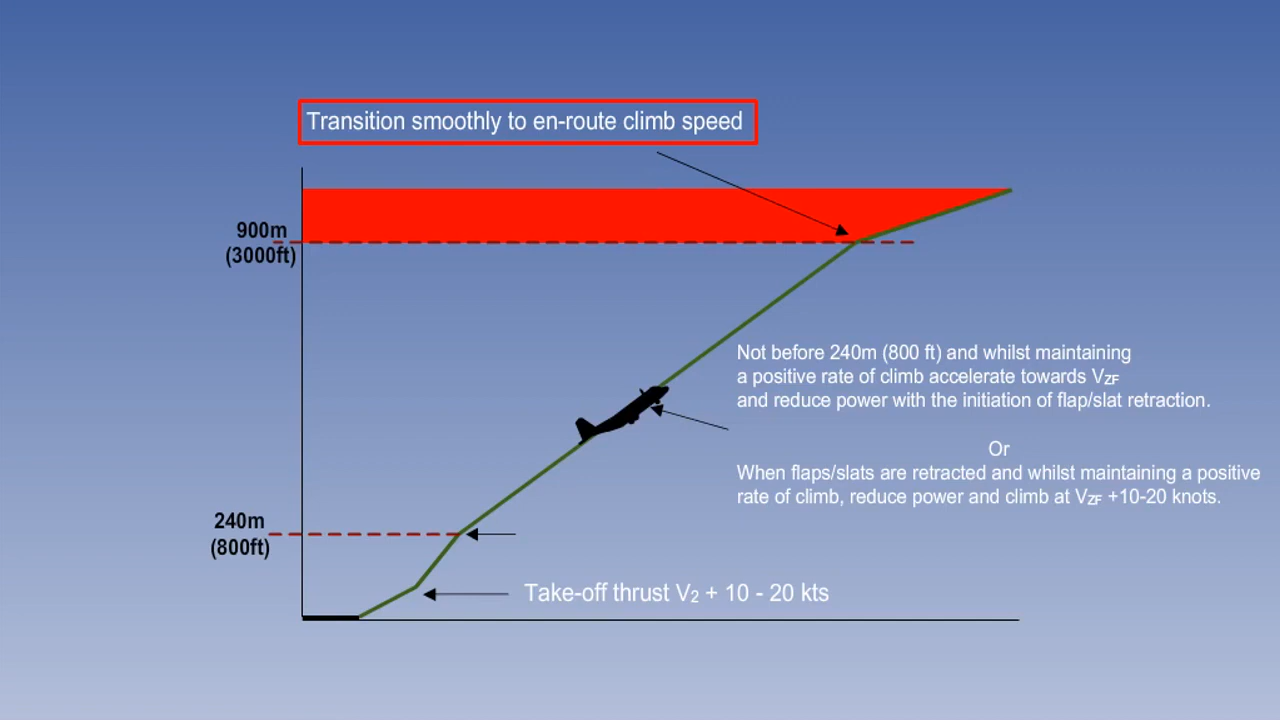 Transition smoothly to en-route climb speed
900m
(3000ft)
Not before 240m (800 ft) and whilst maintaining
a positive rate of climb accelerate towards VZF
and reduce power with the initiation of flap/slat retraction.
Or
When flaps/slats are retracted and whilst maintaining a positive
rate of climb, reduce power and climb at VZF +10-20 knots.
240m
(800ft)
Take-off thrust V2 + 10 - 20 kts